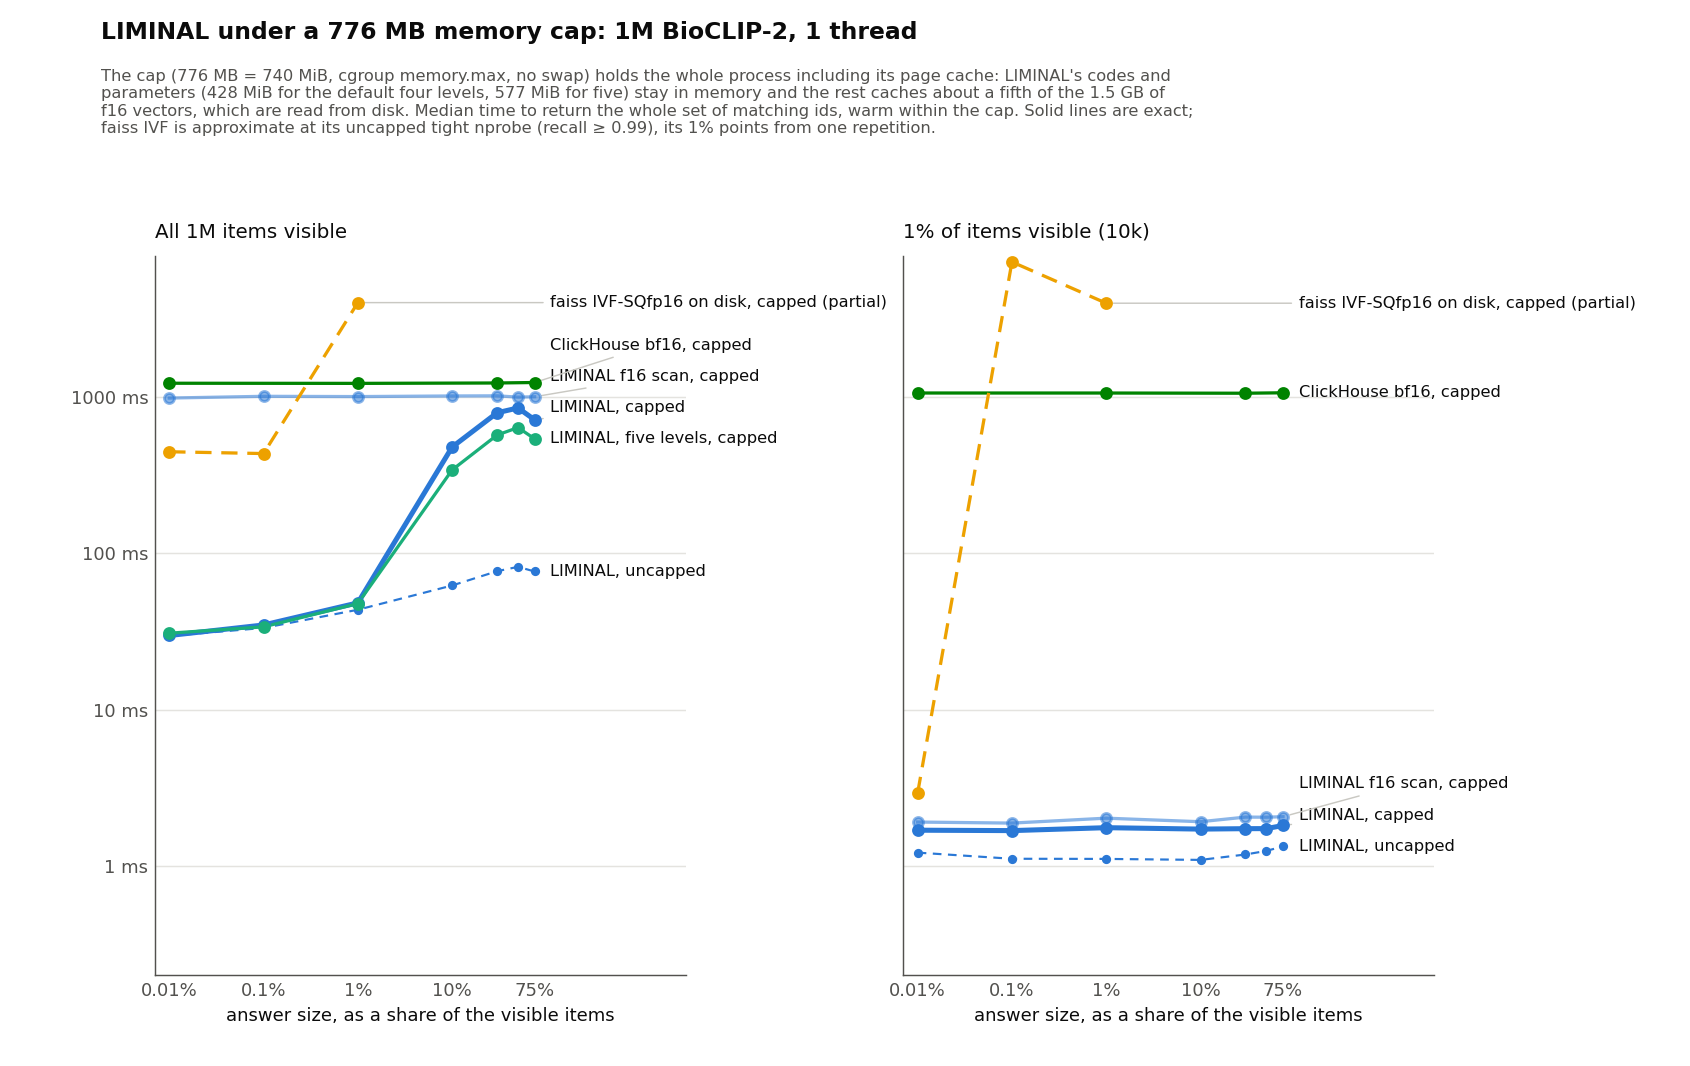 LIMINAL under a 776 MB memory cap: 1M BioCLIP-2, 1 thread
The cap (776 MB = 740 MiB, cgroup memory.max, no swap) holds the whole process including its page cache: LIMINAL's codes and
parameters (428 MiB for the default four levels, 577 MiB for five) stay in memory and the rest caches about a fifth of the 1.5 GB of
f16 vectors, which are read from disk. Median time to return the whole set of matching ids, warm within the cap. Solid lines are exact;
faiss IVF is approximate at its uncapped tight nprobe (recall ≥ 0.99), its 1% points from one repetition.
All 1M items visible
faiss IVF-SQfp16 on disk, capped (partial)
ClickHouse bf16, capped
LIMINAL f16 scan, capped
LIMINAL, capped
LIMINAL, five levels, capped
LIMINAL, uncapped
1000 ms
100 ms
10 ms
1 ms
0.01%
0.1%
1%
10%
75%
answer size, as a share of the visible items
1% of items visible (10k)
faiss IVF-SQfp16 on disk, capped (partial)
ClickHouse bf16, capped
LIMINAL f16 scan, capped
LIMINAL, capped
LIMINAL, uncapped
0.01%
0.1%
1%
10%
75%
answer size, as a share of the visible items